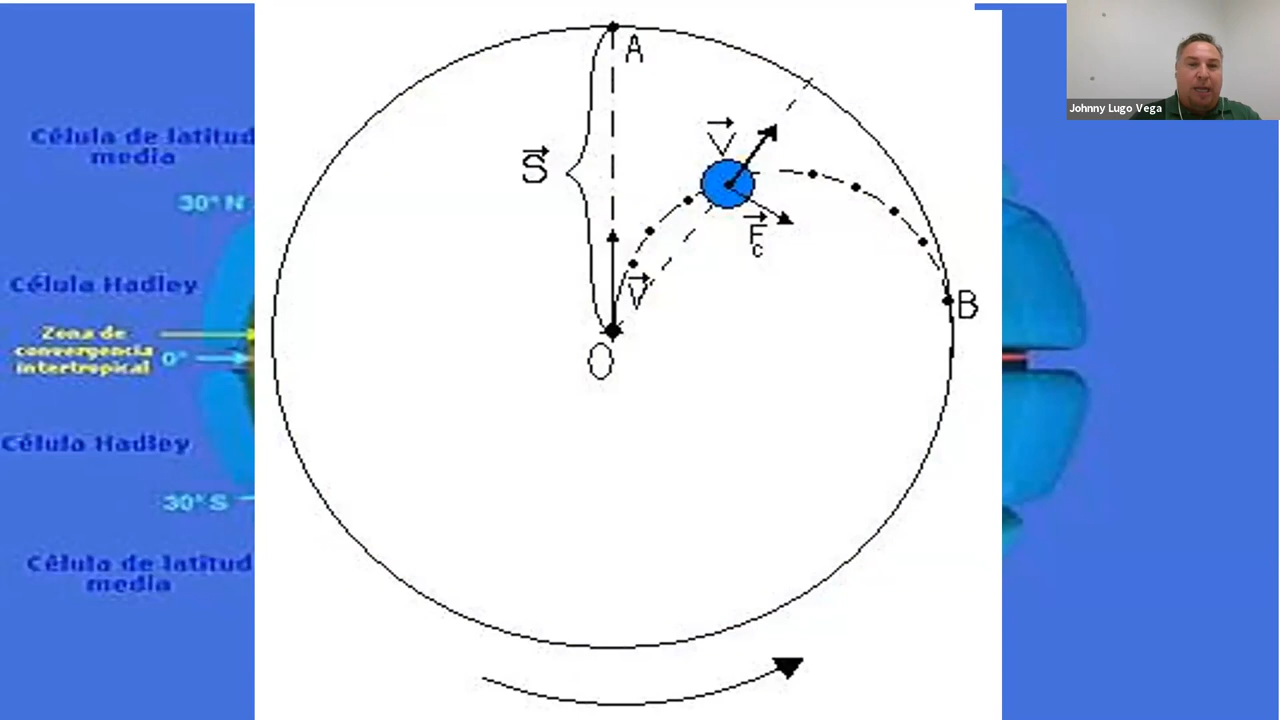 Johnny Lugo Vega
Célula de latitud
media
30° N
Célula Hadley
Zona de
convergencia
intertropical
0°
Célula Hadley
30° S
Célula de latitud
media
A
S
V
F
c
B
V
O